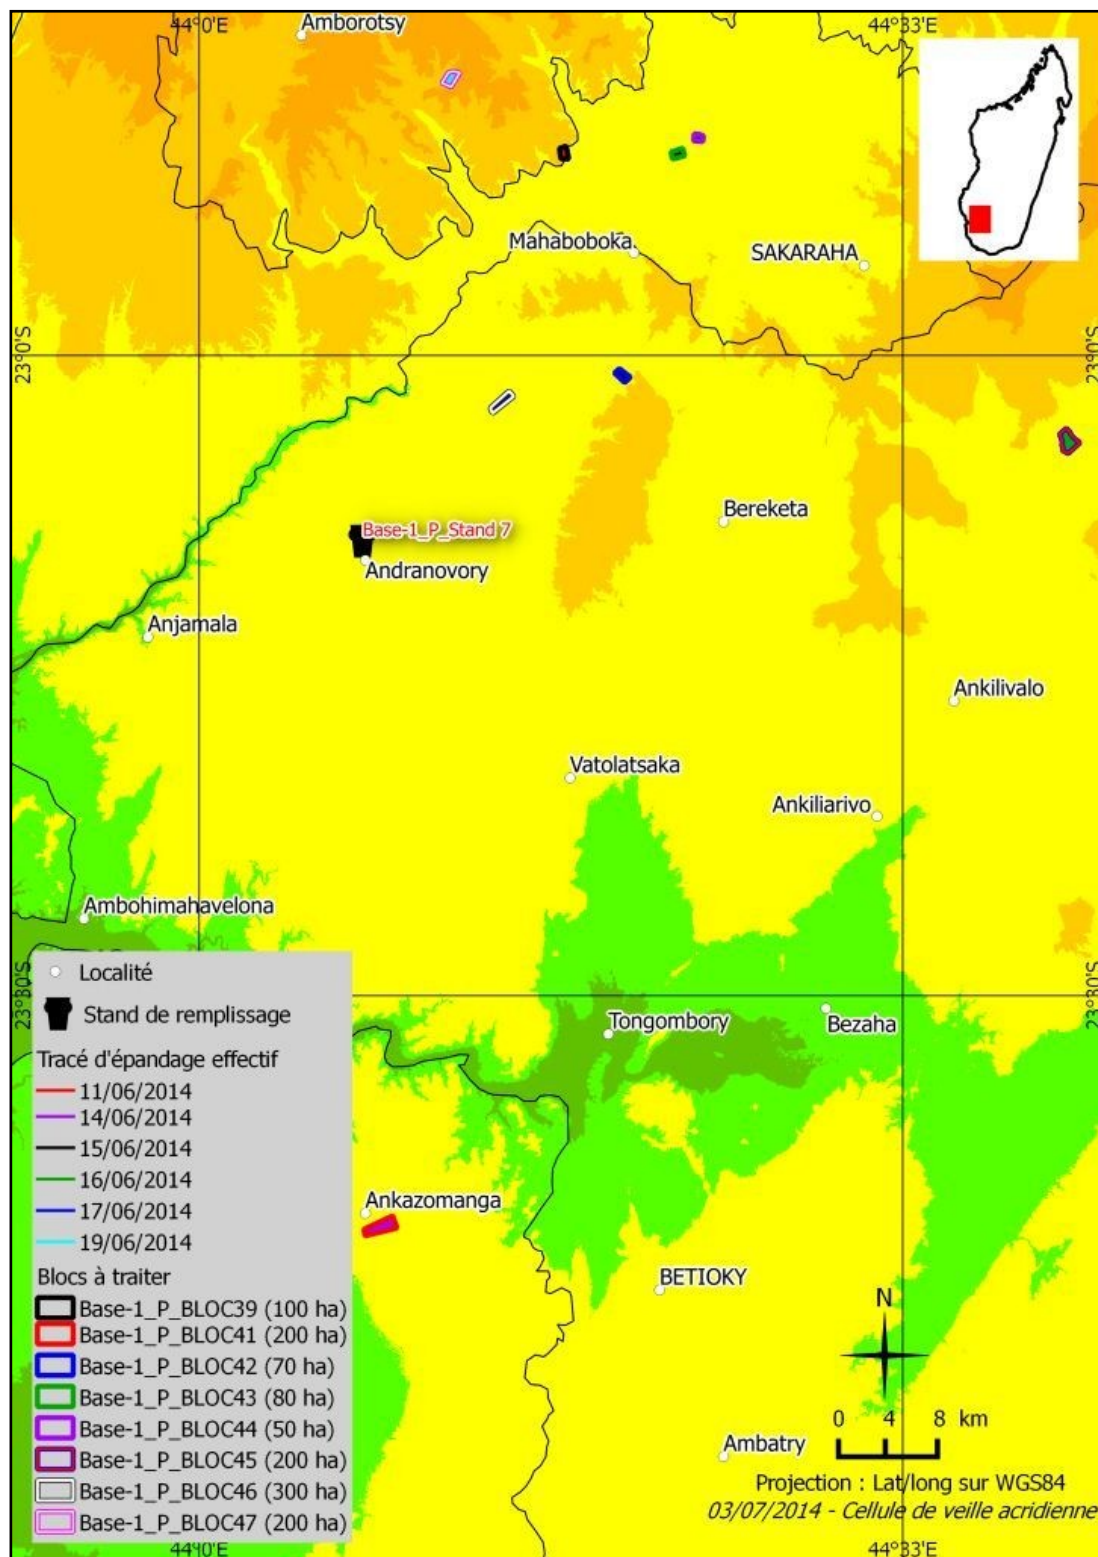 44°0'E
44°33'E
Amborotsy
Mahaboboka
SAKARAHA
23°0'S
23°0'S
Bereketa
Base-1_P_Stand 7
Andranovory
Anjamala
Ankilivalo
Vatolatsaka
Ankiliarivo
Ambohimahavelona
23°30'S
23°30'S
Tongombory
Bezaha
Ankazomanga
BETIOKY
Ambatry
Localité
Stand de remplissage
Tracé d'épandage effectif
11/06/2014
14/06/2014
15/06/2014
16/06/2014
17/06/2014
19/06/2014
Blocs à traiter
Base-1_P_BLOC39 (100 ha)
Base-1_P_BLOC41 (200 ha)
Base-1_P_BLOC42 (70 ha)
Base-1_P_BLOC43 (80 ha)
Base-1_P_BLOC44 (50 ha)
Base-1_P_BLOC45 (200 ha)
Base-1_P_BLOC46 (300 ha)
Base-1_P_BLOC47 (200 ha)
N
0 4 8 km
Projection : Lat/long sur WGS84
03/07/2014 - Cellule de veille acridienne
44°0'E
44°33'E